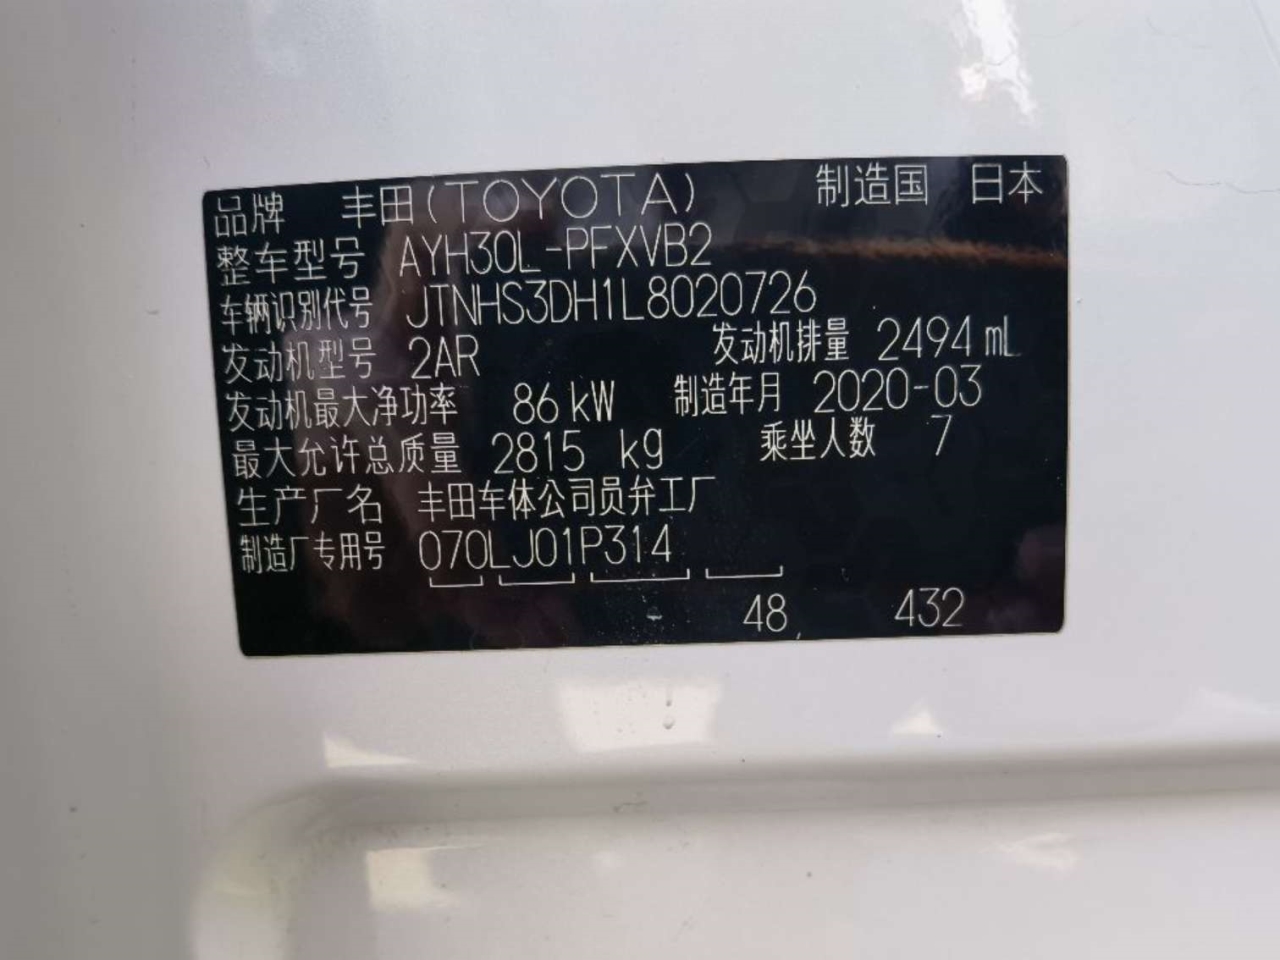 品牌 丰田(TOYOTA) 制造国 日本
整车型号 AYH30L-PFXVB2
车辆识别代号 JTNHS3DH1L8020726
发动机型号 2AR 发动机排量 2494 mL
发动机最大净功率 86 kW 制造年月 2020-03
最大允许总质量 2815 kg 乘坐人数 7
生产厂名 丰田车体公司员弁工厂
制造厂专用号 070LJ01P314
48 432